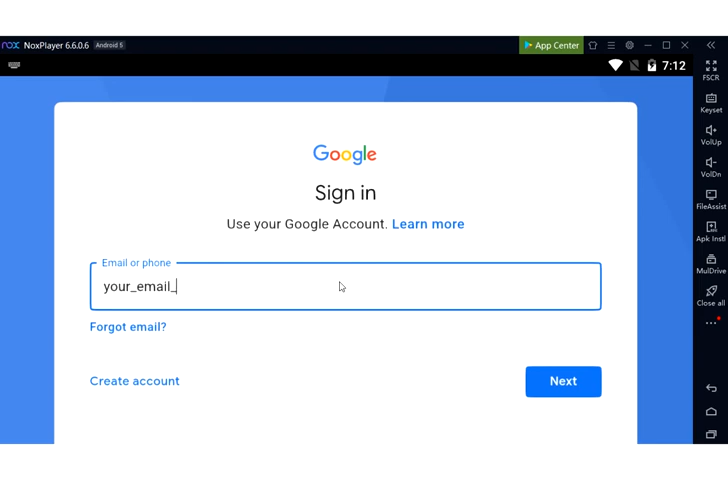 nox NOXPLAYER 6.6.0.6 Android 5
App Center
7:12
Google
Sign in
Use your Google Account. Learn more
Email or phone
your_email_
Forgot email?
Create account
Next
FSCR
Keyset
VolUp
VolDn
FileAssist
Apk Instl
MulDrive
Close all